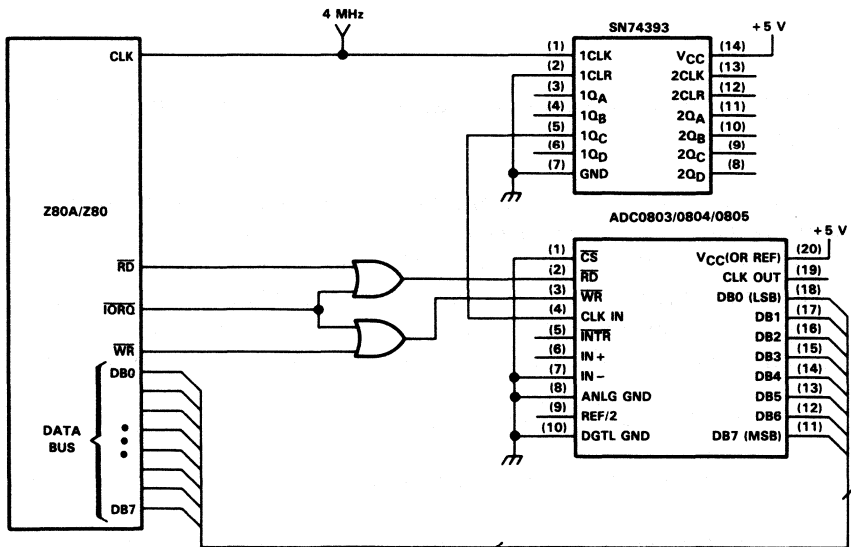 4 MHz
SN74393
+5 V
CLK
(1) 1CLK VCC (14)
(2) 1CLR 2CLK (13)
(3) 1QA 2CLR (12)
(4) 1QB 2QA (11)
(5) 1QC 2QB (10)
(6) 1QD 2QC (9)
(7) GND 2QD (8)
Z80A/Z80
ADC0803/0804/0805
+5 V
(1) CS VCC(OR REF) (20)
(2) RD CLK OUT (19)
(3) WR DB0 (LSB) (18)
(4) CLK IN DB1 (17)
(5) INTR DB2 (16)
(6) IN+ DB3 (15)
(7) IN- DB4 (14)
(8) ANLG GND DB5 (13)
(9) REF/2 DB6 (12)
(10) DGTL GND DB7 (MSB) (11)
RD
IORQ
WR
DB0
DATA
BUS
DB7